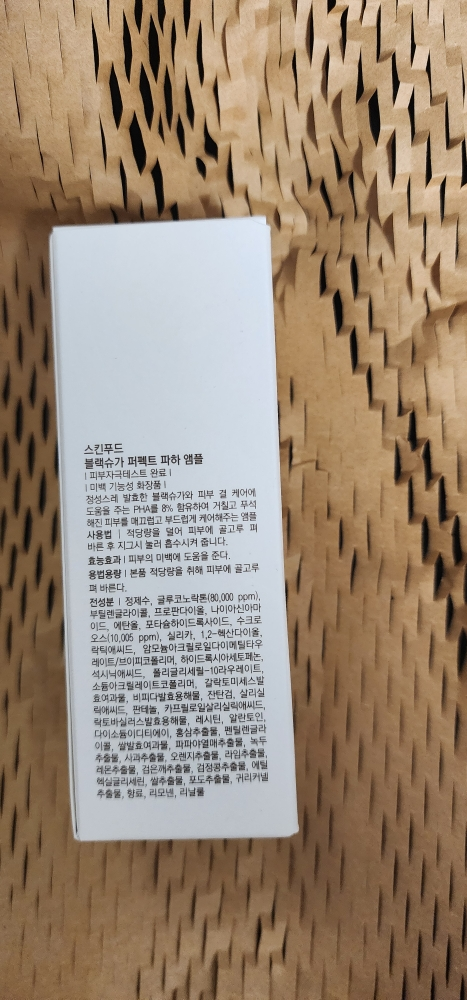 스킨푸드
블랙슈가 퍼펙트 파하 앰플
| 피부자극테스트 완료 |
| 미백 기능성 화장품 |
정성스레 발효한 블랙슈가와 피부 결 케어에
도움을 주는 PHA를 8% 함유하여 거칠고 푸석
해진 피부를 매끄럽고 부드럽게 케어해주는 앰플
사용법 | 적당량을 덜어 피부에 골고루 펴
바른 후 지그시 눌러 흡수시켜 줍니다.
효능효과 | 피부의 미백에 도움을 준다.
용법용량 | 본품 적당량을 취해 피부에 골고루
펴 바른다.
전성분 | 정제수, 글루코노락톤(80,000 ppm),
부틸렌글라이콜, 프로판다이올, 나이아신아마
이드, 에탄올, 포타슘하이드록사이드, 수크로
오스(10,005 ppm), 실리카, 1,2-헥산다이올,
락틱애씨드, 암모늄아크릴로일다이메틸타우
레이트/브이피코폴리머, 하이드록시아세토페논,
석시닉애씨드, 폴리글리세릴-10라우레이트,
소듐아크릴레이트코폴리머, 갈락토미세스발
효여과물, 비피다발효용해물, 잔탄검, 살리실
릭애씨드, 판테놀, 카프릴로일살리실릭애씨드,
락토바실러스발효용해물, 레시틴, 알란토인,
다이소듐이디티에이, 홍삼추출물, 펜틸렌글라
이콜, 쌀발효여과물, 파파야열매추출물, 녹두
추출물, 사과추출물, 오렌지추출물, 라임추출물,
레몬추출물, 검은깨추출물, 검정콩추출물, 에틸
헥실글리세린, 쌀추출물, 포도추출물, 귀리커넬
추출물, 향료, 리모넨, 리날룰